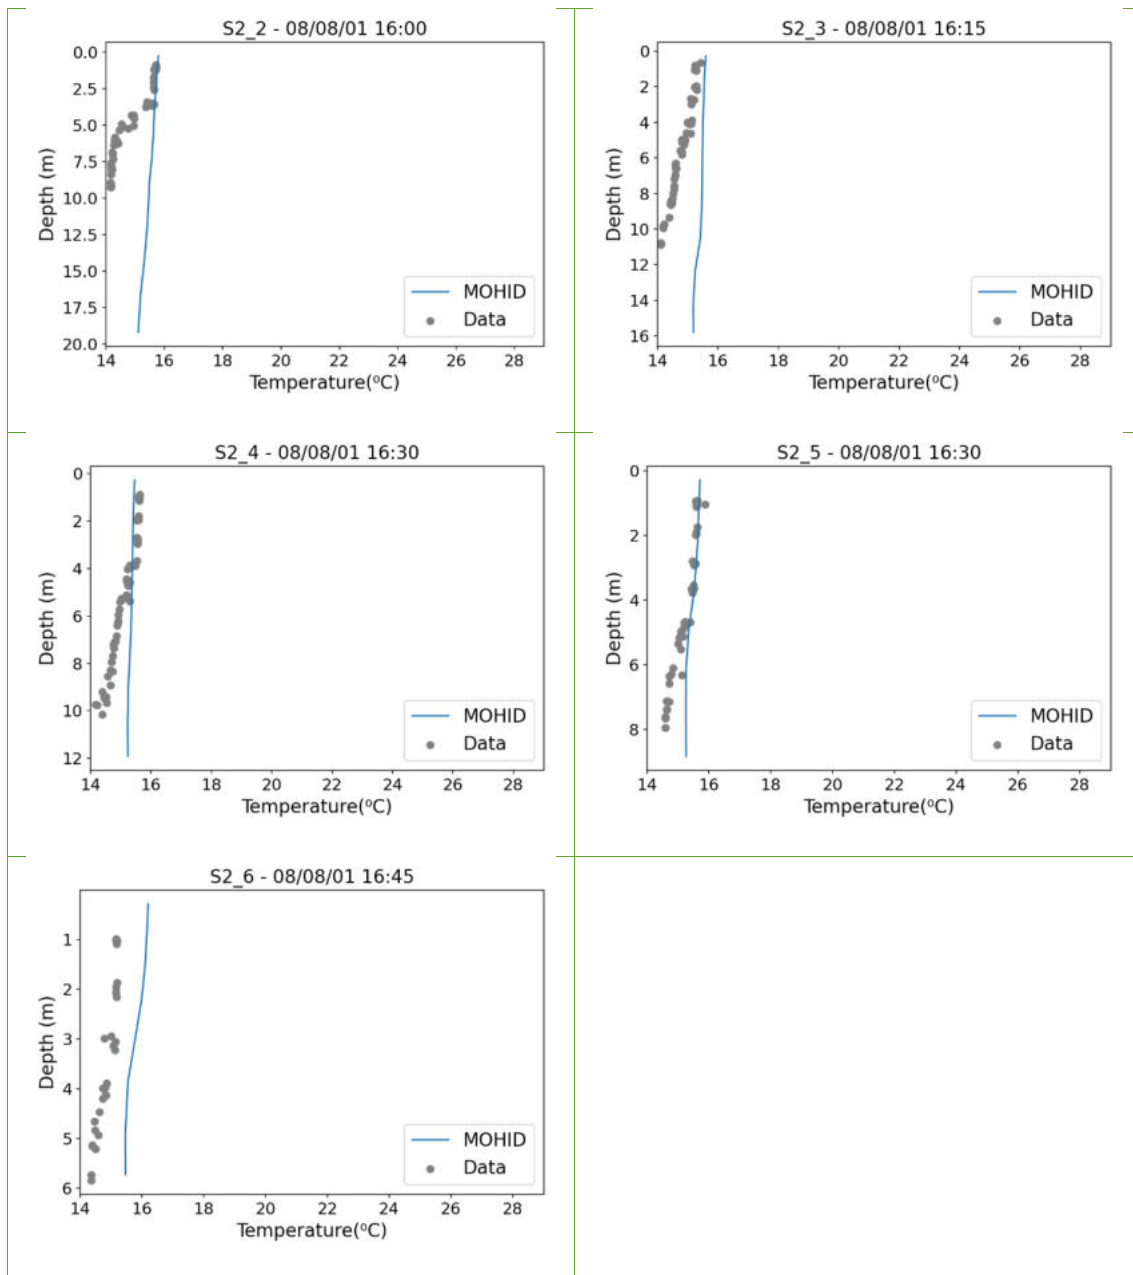 S2_2 - 08/08/01 16:00
0.0
2.5
5.0
7.5
10.0
12.5
15.0
17.5
20.0
Depth (m)
MOHID
Data
14 16 18 20 22 24 26 28
Temperature(ºC)
S2_3 - 08/08/01 16:15
0
2
4
6
8
10
12
14
16
Depth (m)
MOHID
Data
14 16 18 20 22 24 26 28
Temperature(ºC)
S2_4 - 08/08/01 16:30
0
2
4
6
8
10
12
Depth (m)
MOHID
Data
14 16 18 20 22 24 26 28
Temperature(ºC)
S2_5 - 08/08/01 16:30
0
2
4
6
8
Depth (m)
MOHID
Data
14 16 18 20 22 24 26 28
Temperature(ºC)
S2_6 - 08/08/01 16:45
1
2
3
4
5
6
Depth (m)
MOHID
Data
14 16 18 20 22 24 26 28
Temperature(ºC)